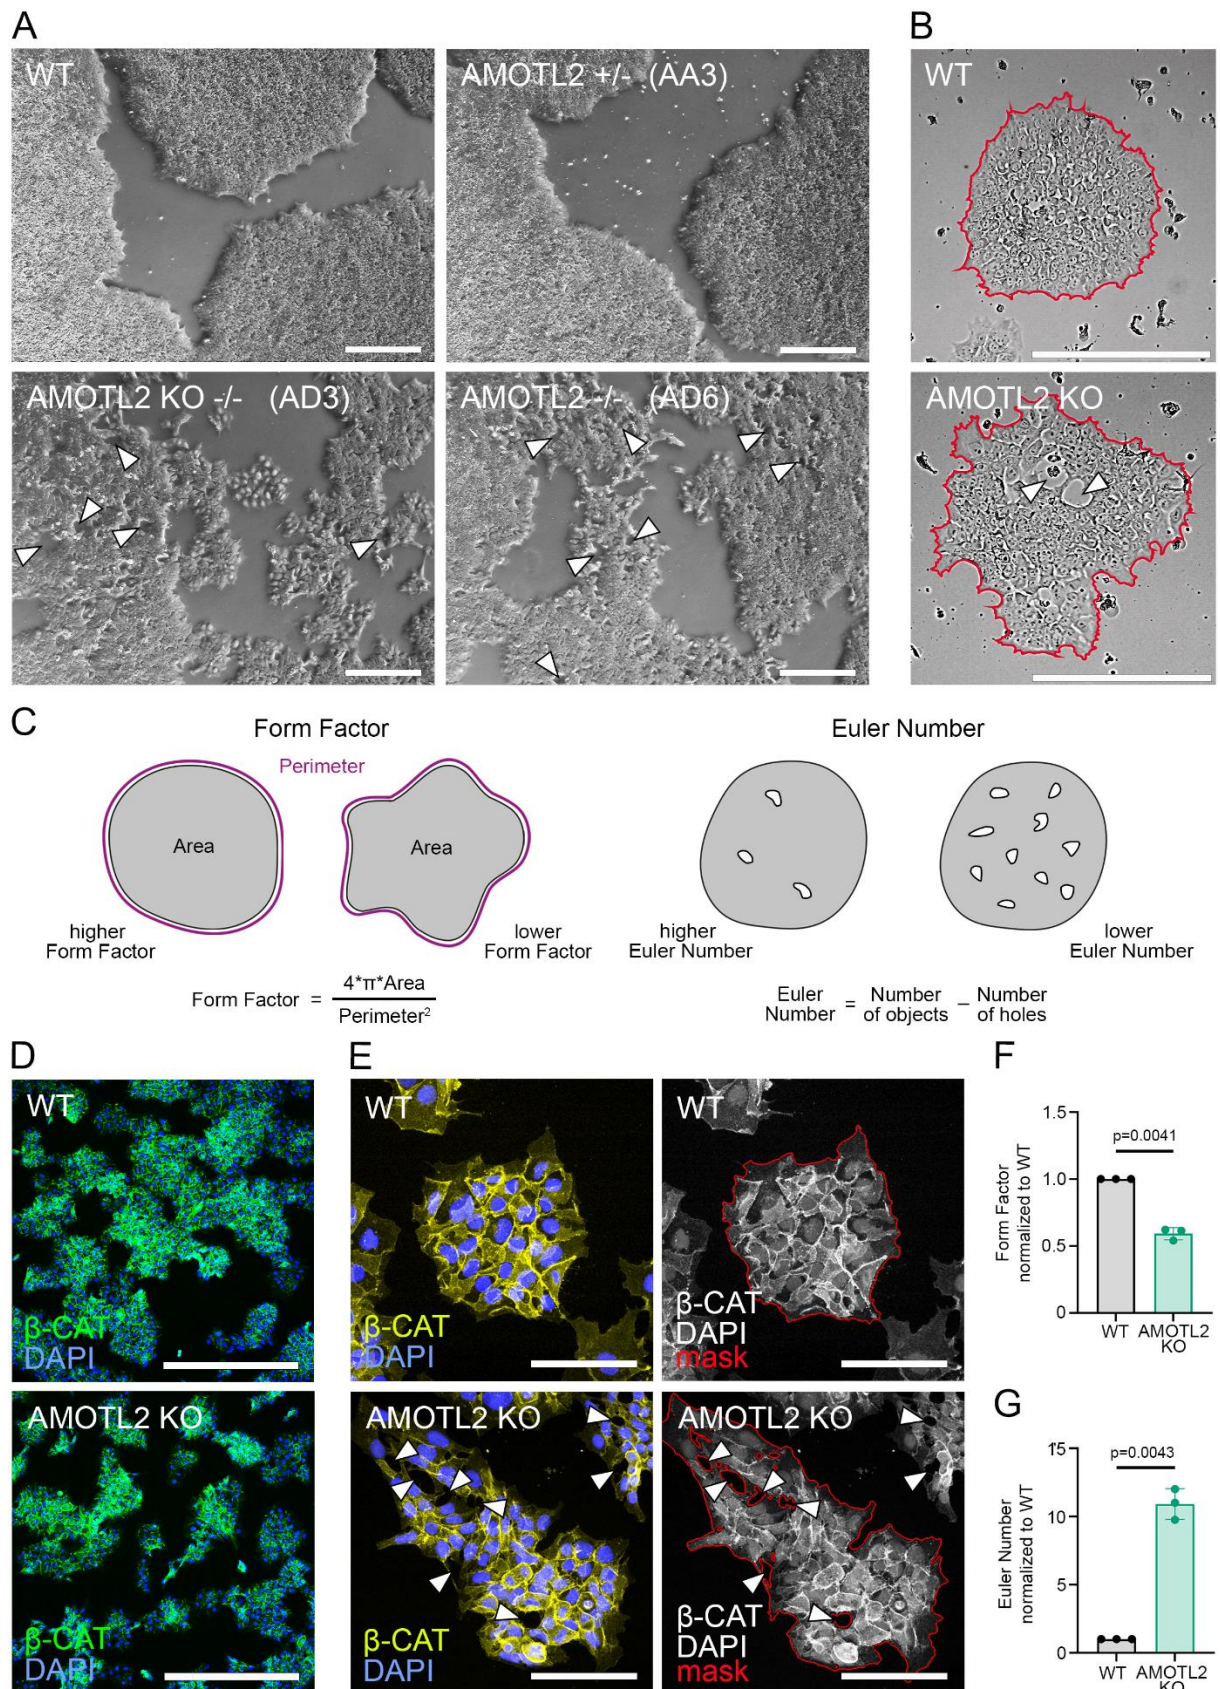 A
WT
AMOTL2 +/- (AA3)
AMOTL2 KO -/- (AD3)
AMOTL2 -/- (AD6)
B
WT
AMOTL2 KO
C
Form Factor
Perimeter
Area
Area
higher
Form Factor
lower
Form Factor
Form Factor = 4*π*Area
Perimeter²
Euler Number
higher
Euler Number
lower
Euler Number
Euler
Number
=
Number
of objects
–
Number
of holes
D
WT
β-CAT
DAPI
AMOTL2 KO
β-CAT
DAPI
E
WT
β-CAT
DAPI
WT
β-CAT
DAPI
mask
AMOTL2 KO
β-CAT
DAPI
AMOTL2 KO
β-CAT
DAPI
mask
F
Form Factor
normalized to WT
1.5
1.0
0.5
0
p=0.0041
WT
AMOTL2
KO
G
Euler Number
normalized to WT
15
10
5
0
p=0.0043
WT
AMOTL2
KO